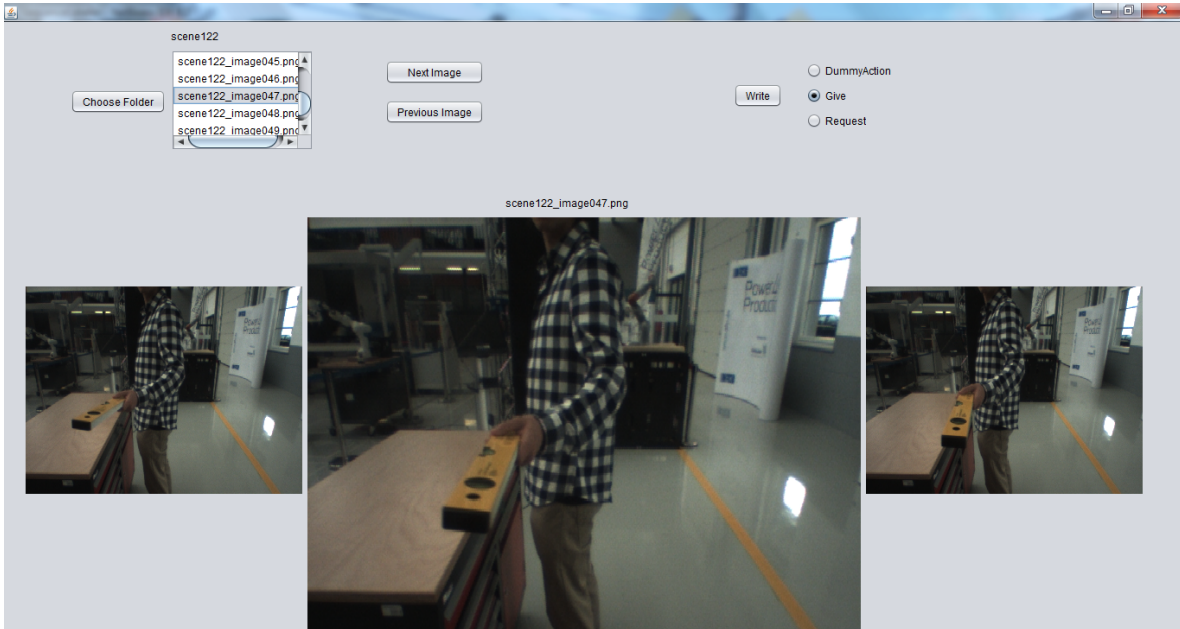 scene122
scene122_image045.png
scene122_image046.png
scene122_image047.png
scene122_image048.png
scene122_image049.png
Choose Folder
Next Image
Previous Image
Write
DummyAction
Give
Request
scene122_image047.png